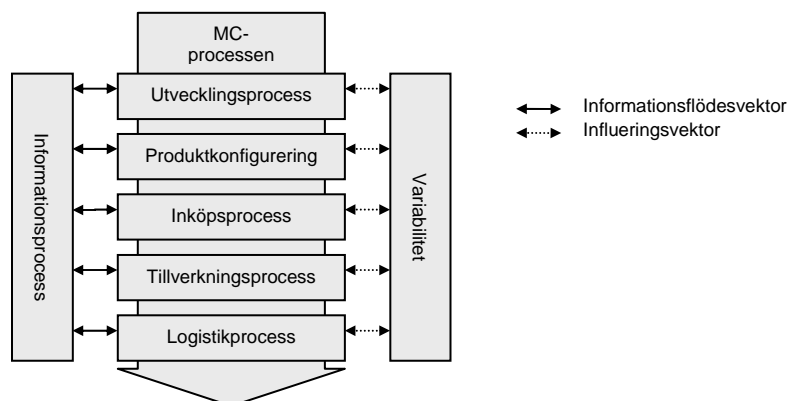 MC-
processen
Utvecklingsprocess
Produktkonfigurering
Inköpsprocess
Tillverkningsprocess
Logistikprocess
Informationsprocess
Variabilitet
Informationsflödesvektor
Influeringsvektor